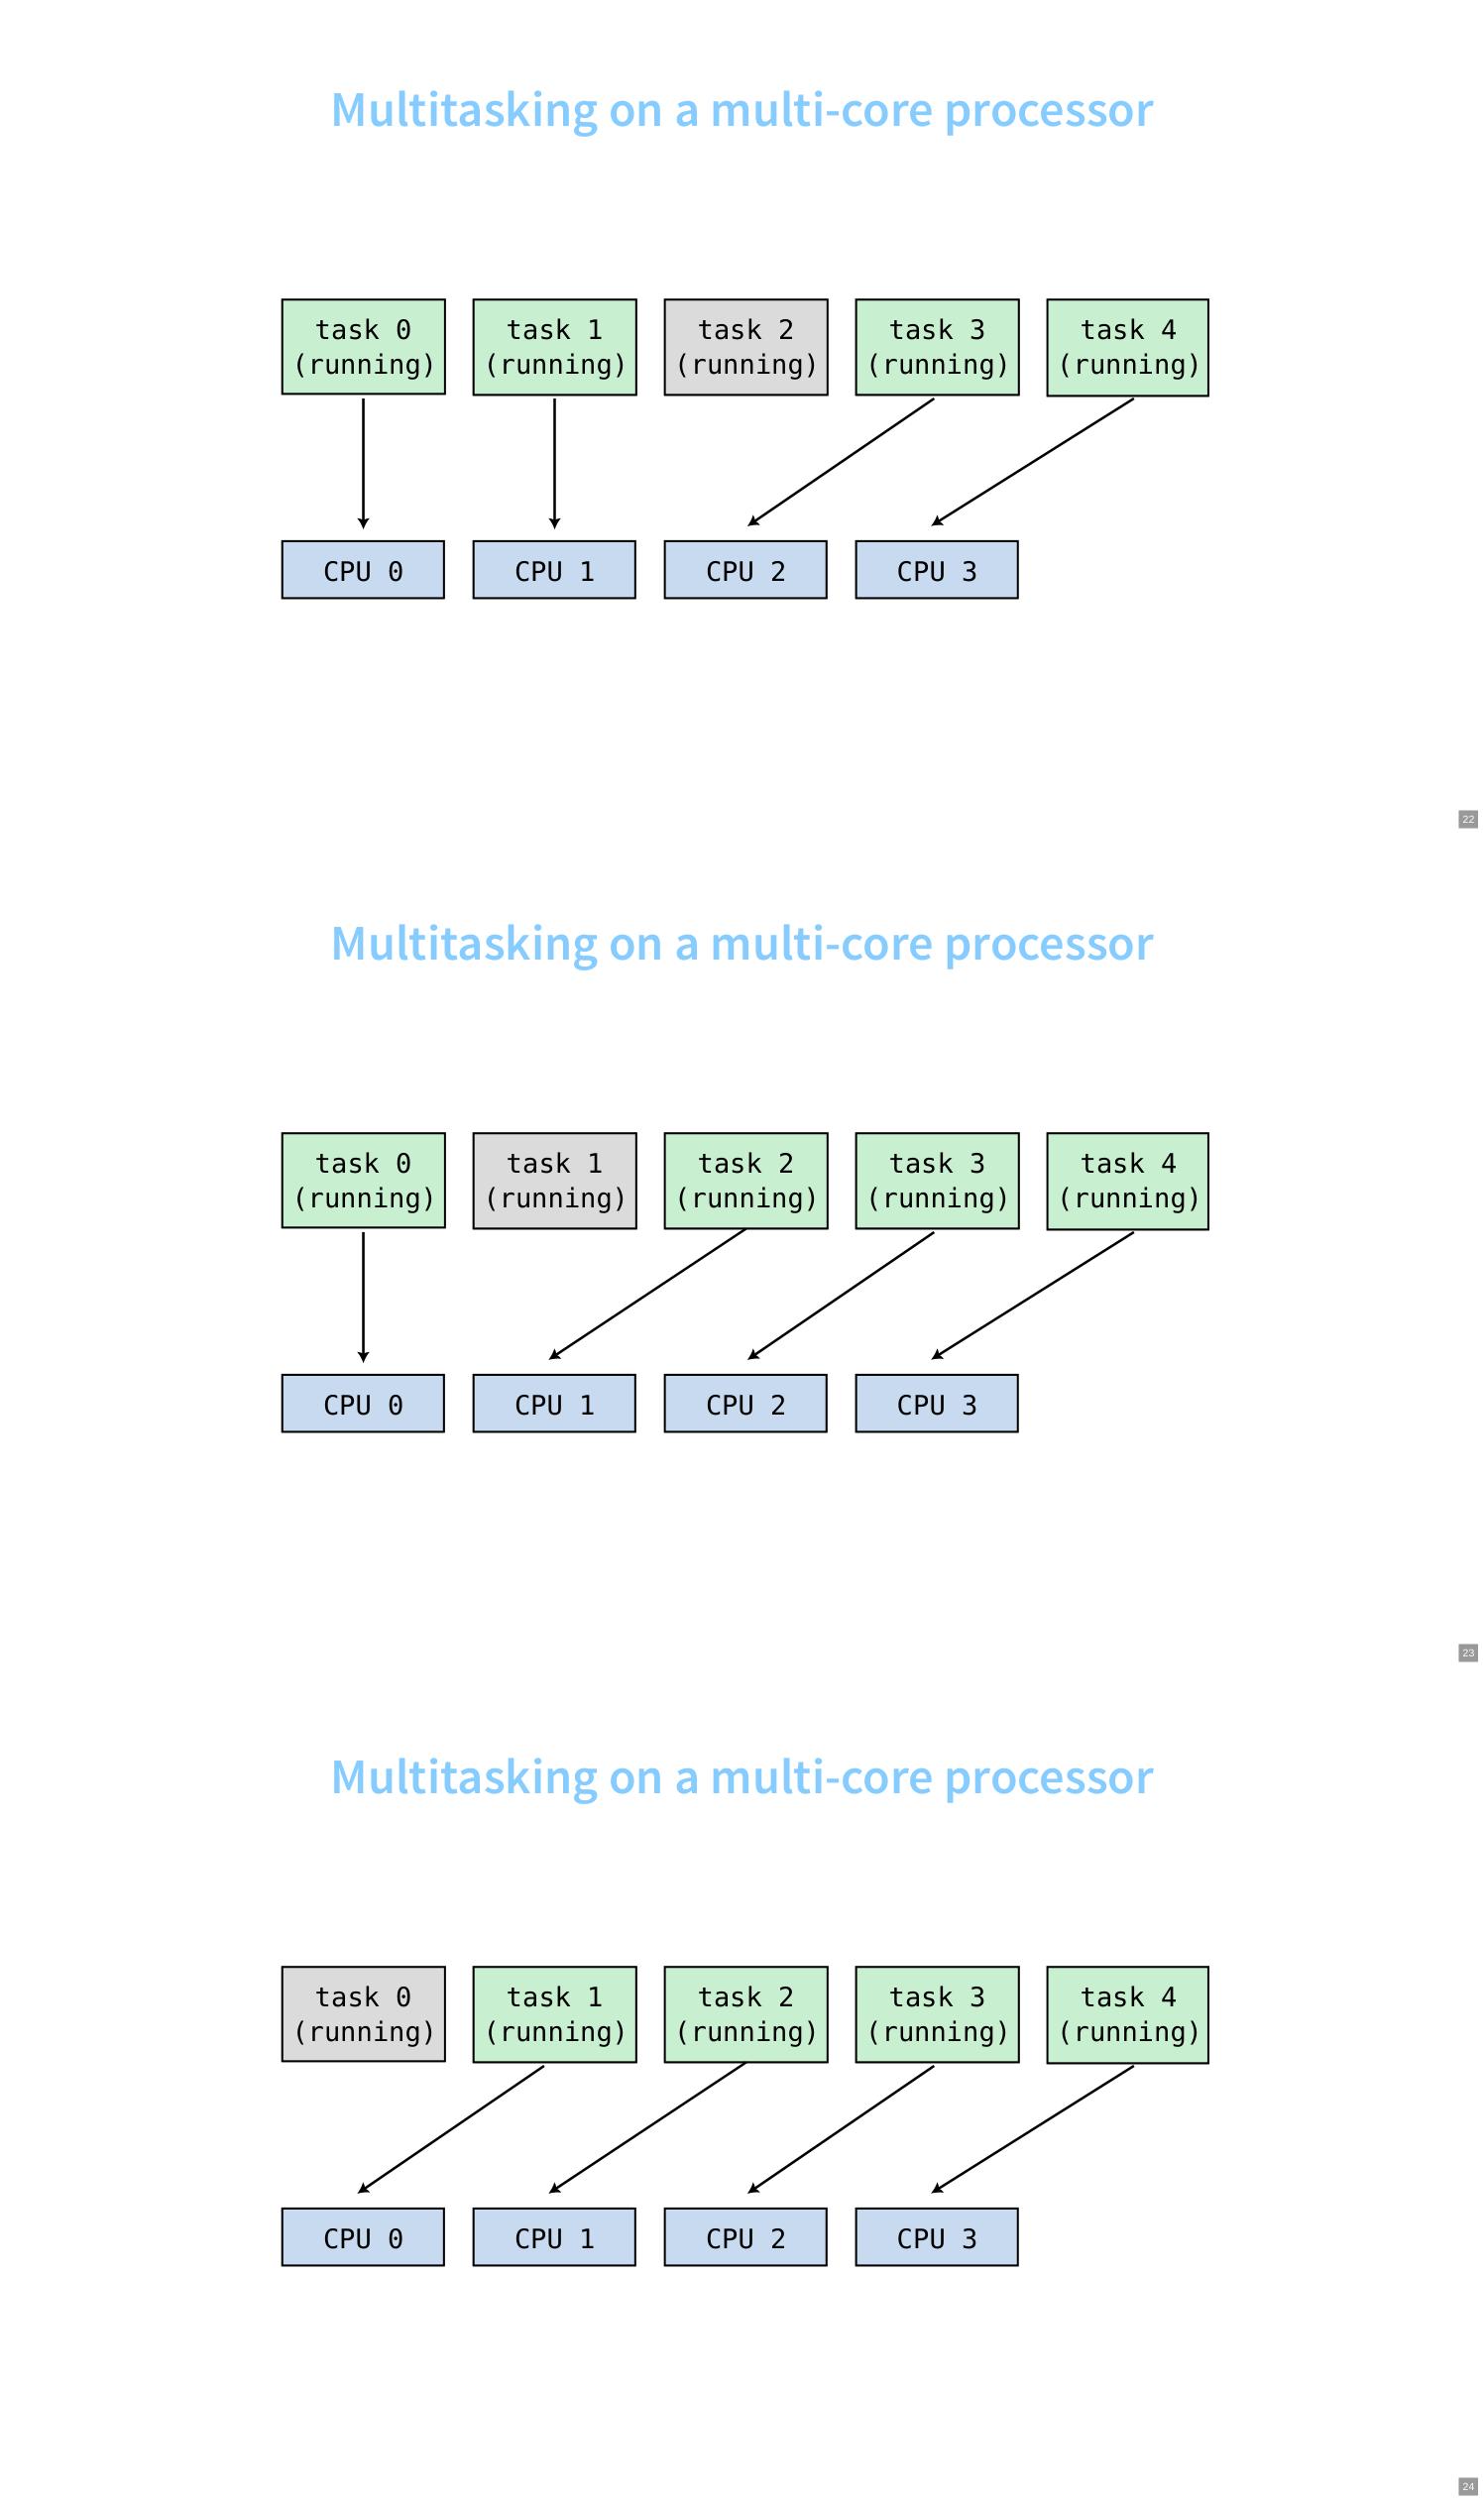 Multitasking on a multi-core processor
task 0 task 1 task 2 task 3 task 4
(running) (running) (running) (running) (running)
CPU 0 CPU 1 CPU 2 CPU 3
22
Multitasking on a multi-core processor
task 0 task 1 task 2 task 3 task 4
(running) (running) (running) (running) (running)
CPU 0 CPU 1 CPU 2 CPU 3
23
Multitasking on a multi-core processor
task 0 task 1 task 2 task 3 task 4
(running) (running) (running) (running) (running)
CPU 0 CPU 1 CPU 2 CPU 3
24